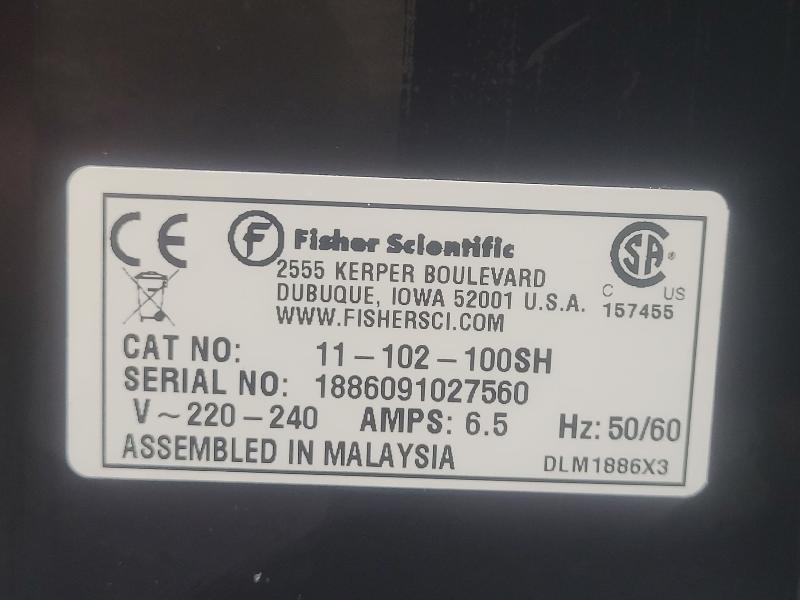 CE F Fisher Scientific SA®
2555 KERPER BOULEVARD
DUBUQUE, IOWA 52001 U.S.A. C US
WWW.FISHERSCI.COM 157455
CAT NO: 11-102-100SH
SERIAL NO: 1886091027560
V~220-240 AMPS: 6.5 Hz: 50/60
ASSEMBLED IN MALAYSIA DLM1886X3